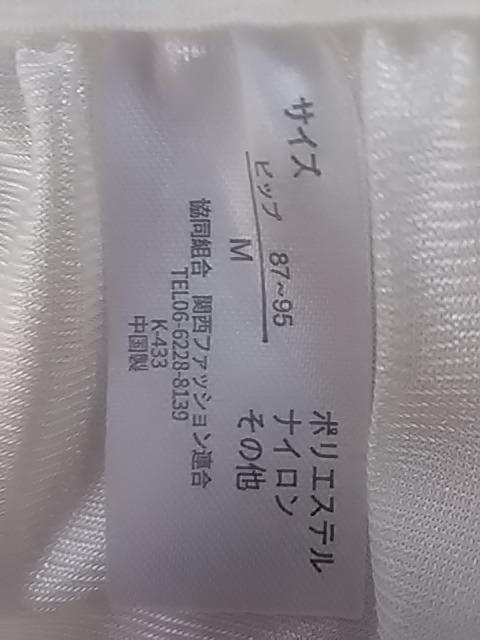 サイズ
ヒップ 87~95
M
ポリエステル
ナイロン
その他
協同組合 関西ファッション連合
TEL06-6228-8139
K-433
中国製